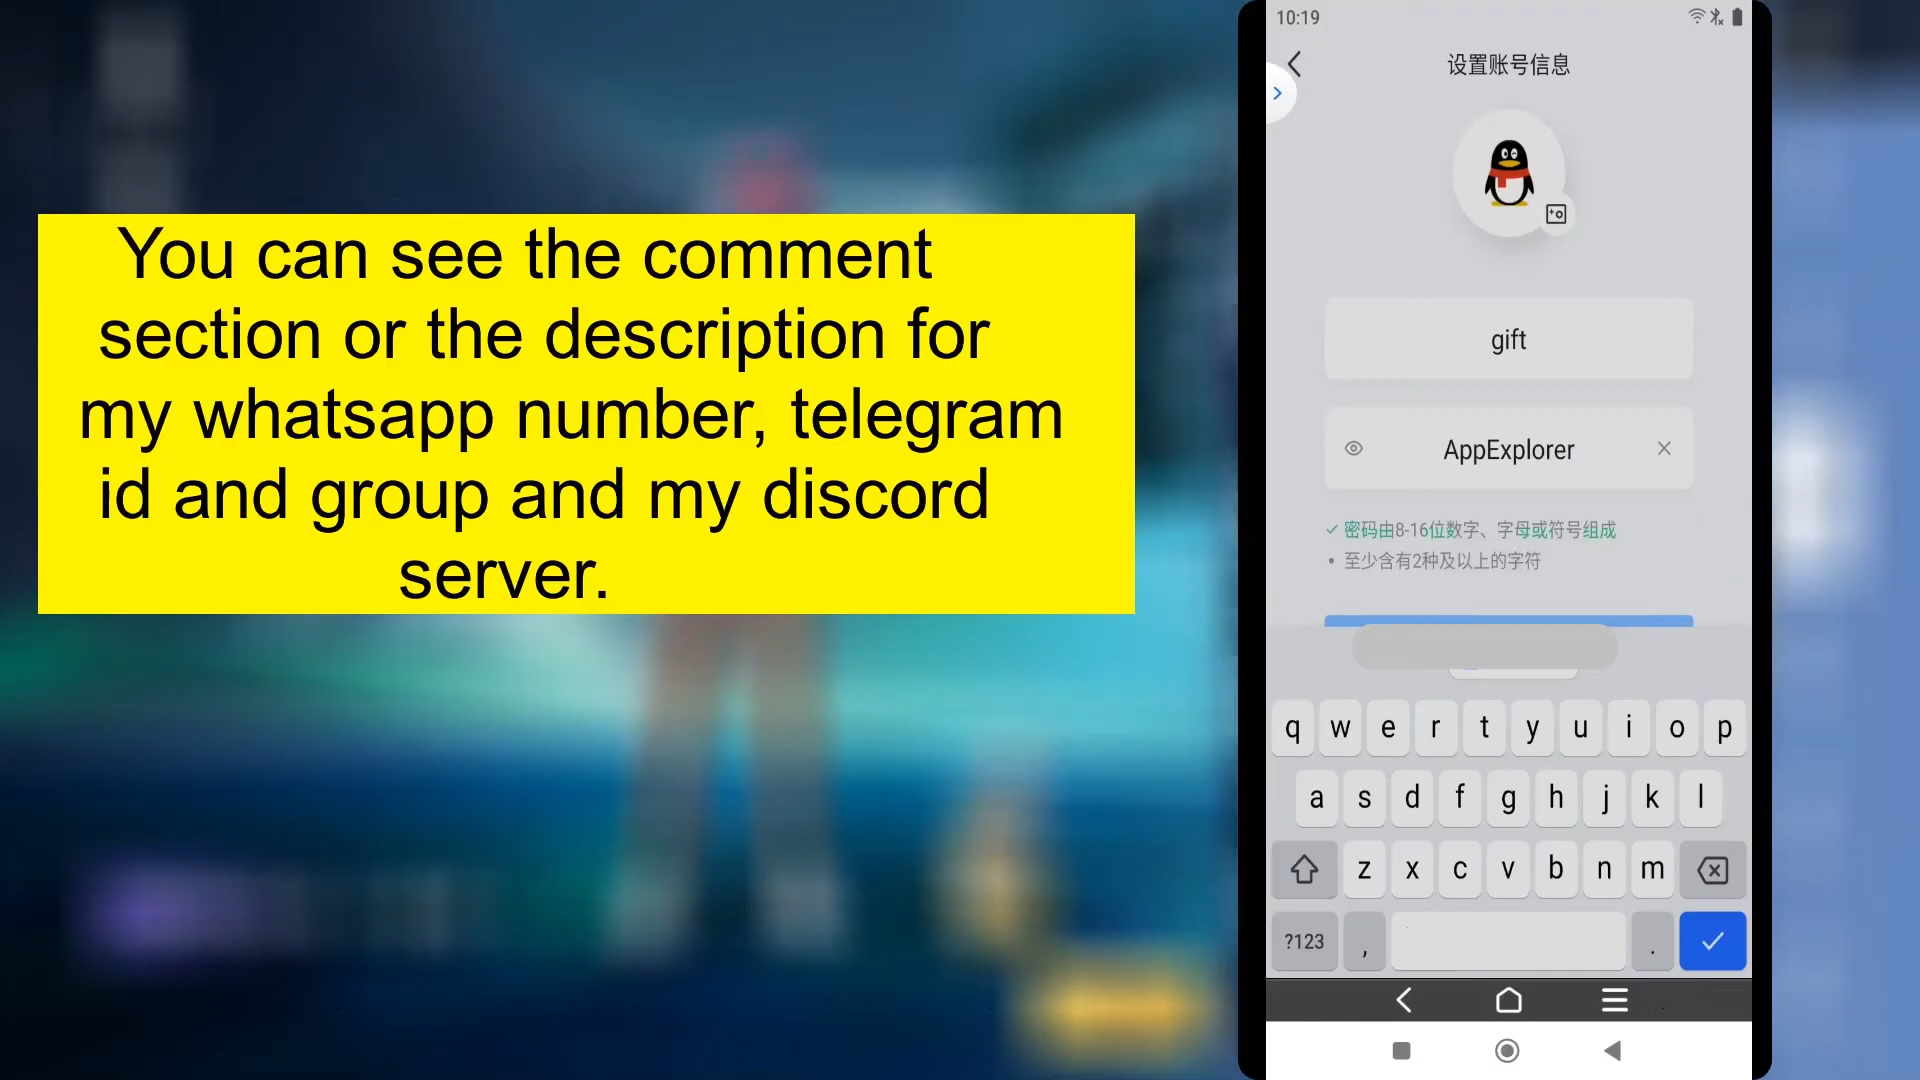 You can see the comment
section or the description for
my whatsapp number, telegram
id and group and my discord
server.
10:19
设置账号信息
gift
AppExplorer
密码由8-16位数字、字母或符号组成
至少含有2种及以上的字符
q w e r t y u i o p
a s d f g h j k l
z x c v b n m
?123 , .